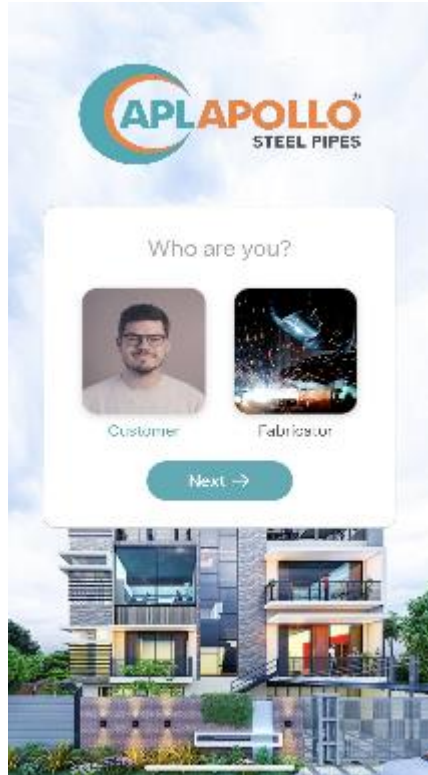 APLAPOLLO
STEEL PIPES
Who are you?
Customer
Fabricator
Next →